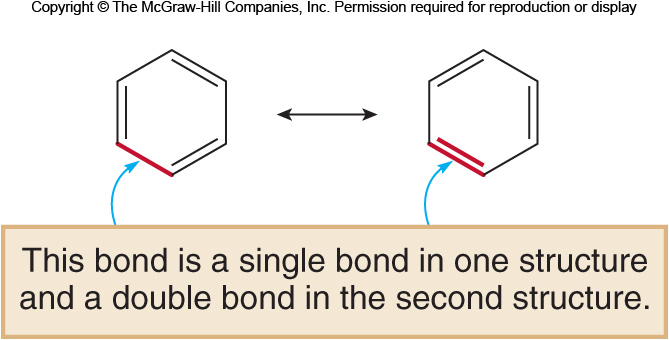 Copyright © The McGraw-Hill Companies, Inc. Permission required for reproduction or display
This bond is a single bond in one structure
and a double bond in the second structure.